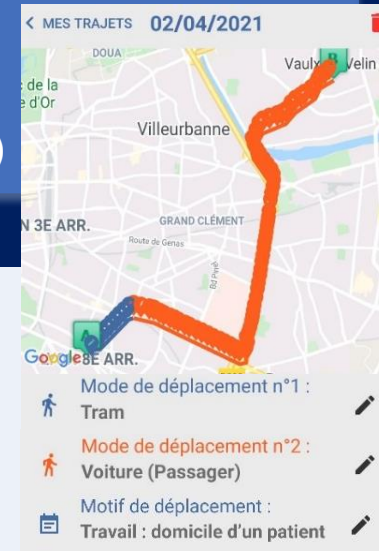 MES TRAJETS 02/04/2021
DOUA
Vaulx Velin
de la
e d'Or
B
Villeurbanne
N 3E ARR.
GRAND CLÉMENT
Route de Genas
Bd Pavé
A
Google 8E ARR.
Mode de déplacement n°1 :
Tram
Mode de déplacement n°2 :
Voiture (Passager)
Motif de déplacement :
Travail : domicile d'un patient